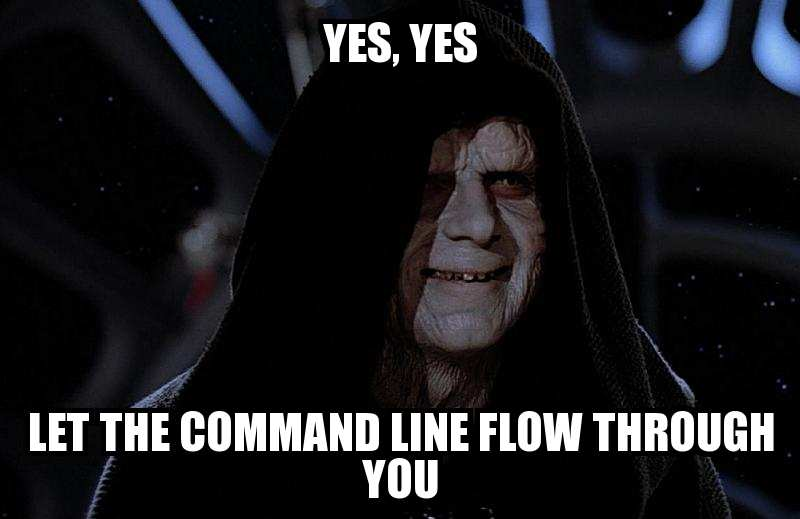 YES, YES
LET THE COMMAND LINE FLOW THROUGH
YOU